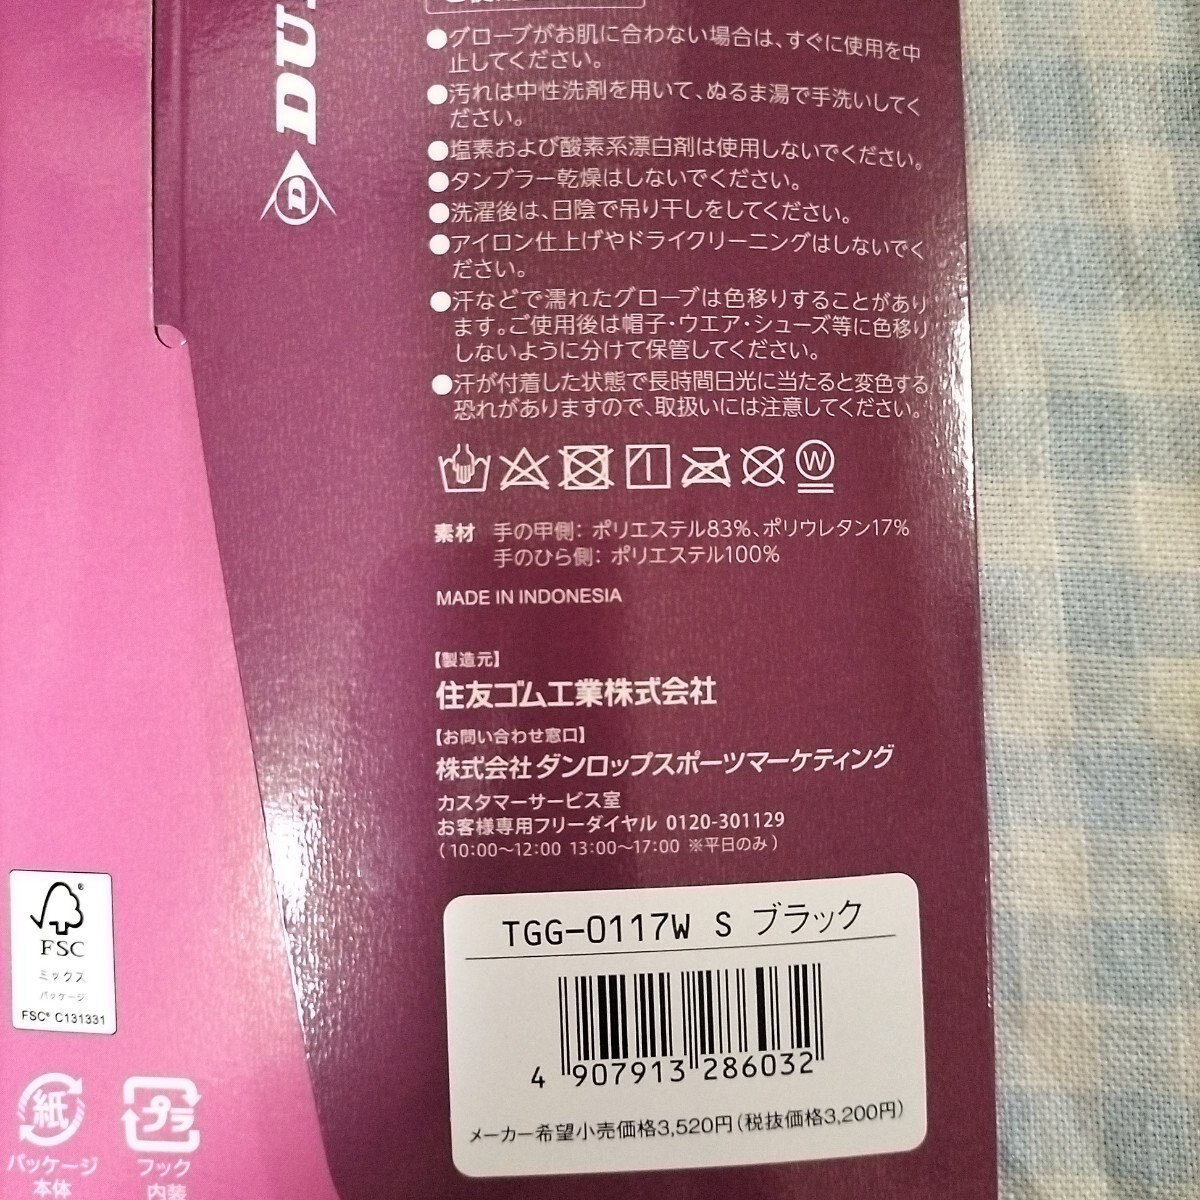 ●グローブがお肌に合わない場合は、すぐに使用を中
止してください。
●汚れは中性洗剤を用いて、ぬるま湯で手洗いしてく
ださい。
●塩素および酸素系漂白剤は使用しないでください。
●タンブラー乾燥はしないでください。
●洗濯後は、日陰で吊り干しをしてください。
●アイロン仕上げやドライクリーニングはしないでく
ださい。
●汗などで濡れたグローブは色移りすることがあり
ます。ご使用後は帽子・ウエア・シューズ等に色移り
しないように分けて保管してください。
●汗が付着した状態で長時間日光に当たると変色する
恐れがありますので、取扱いには注意してください。
W
素材 手の甲側: ポリエステル83%、ポリウレタン17%
手のひら側: ポリエステル100%
MADE IN INDONESIA
【製造元】
住友ゴム工業株式会社
【お問い合わせ窓口】
株式会社ダンロップスポーツマーケティング
カスタマーサービス室
お客様専用フリーダイヤル 0120-301129
(10:00～12:00 13:00～17:00 ※平日のみ)
TGG-0117W S ブラック
4 907913 286032
メーカー希望小売価格3,520円(税抜価格3,200円)
FSC
ミックス
パッケージ
FSC® C131331
紙
パッケージ
本体
プラ
フック
内装
D